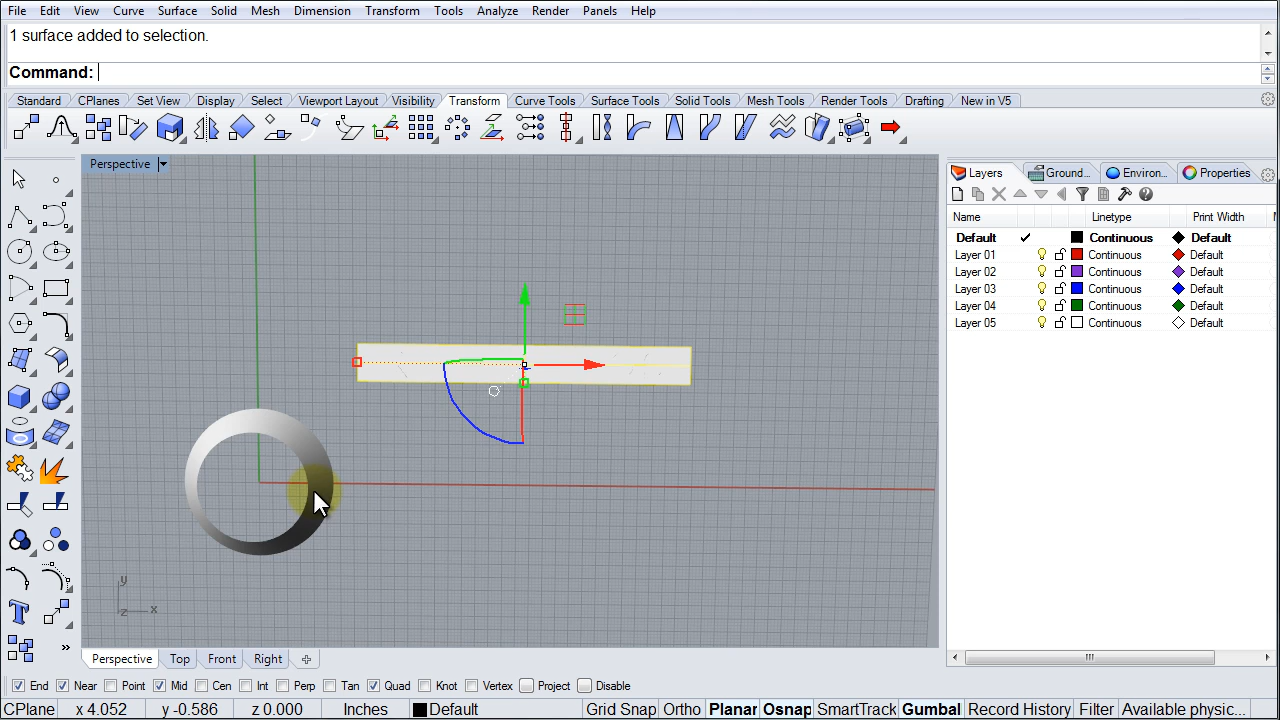 File Edit View Curve Surface Solid Mesh Dimension Transform Tools Analyze Render Panels Help
1 surface added to selection.
Command:
Standard CPlanes Set View Display Select Viewport Layout Visibility Transform Curve Tools Surface Tools Solid Tools Mesh Tools Render Tools Drafting New in V5
Perspective
Layers Ground... Environ... Properties
Name Linetype Print Width
Default Continuous Default
Layer 01 Continuous Default
Layer 02 Continuous Default
Layer 03 Continuous Default
Layer 04 Continuous Default
Layer 05 Continuous Default
y
z x
Perspective Top Front Right
End Near Point Mid Cen Int Perp Tan Quad Knot Vertex Project Disable
CPlane x 4.052 y -0.586 z 0.000 Inches Default Grid Snap Ortho Planar Osnap SmartTrack Gumbal Record History Filter Available physic...